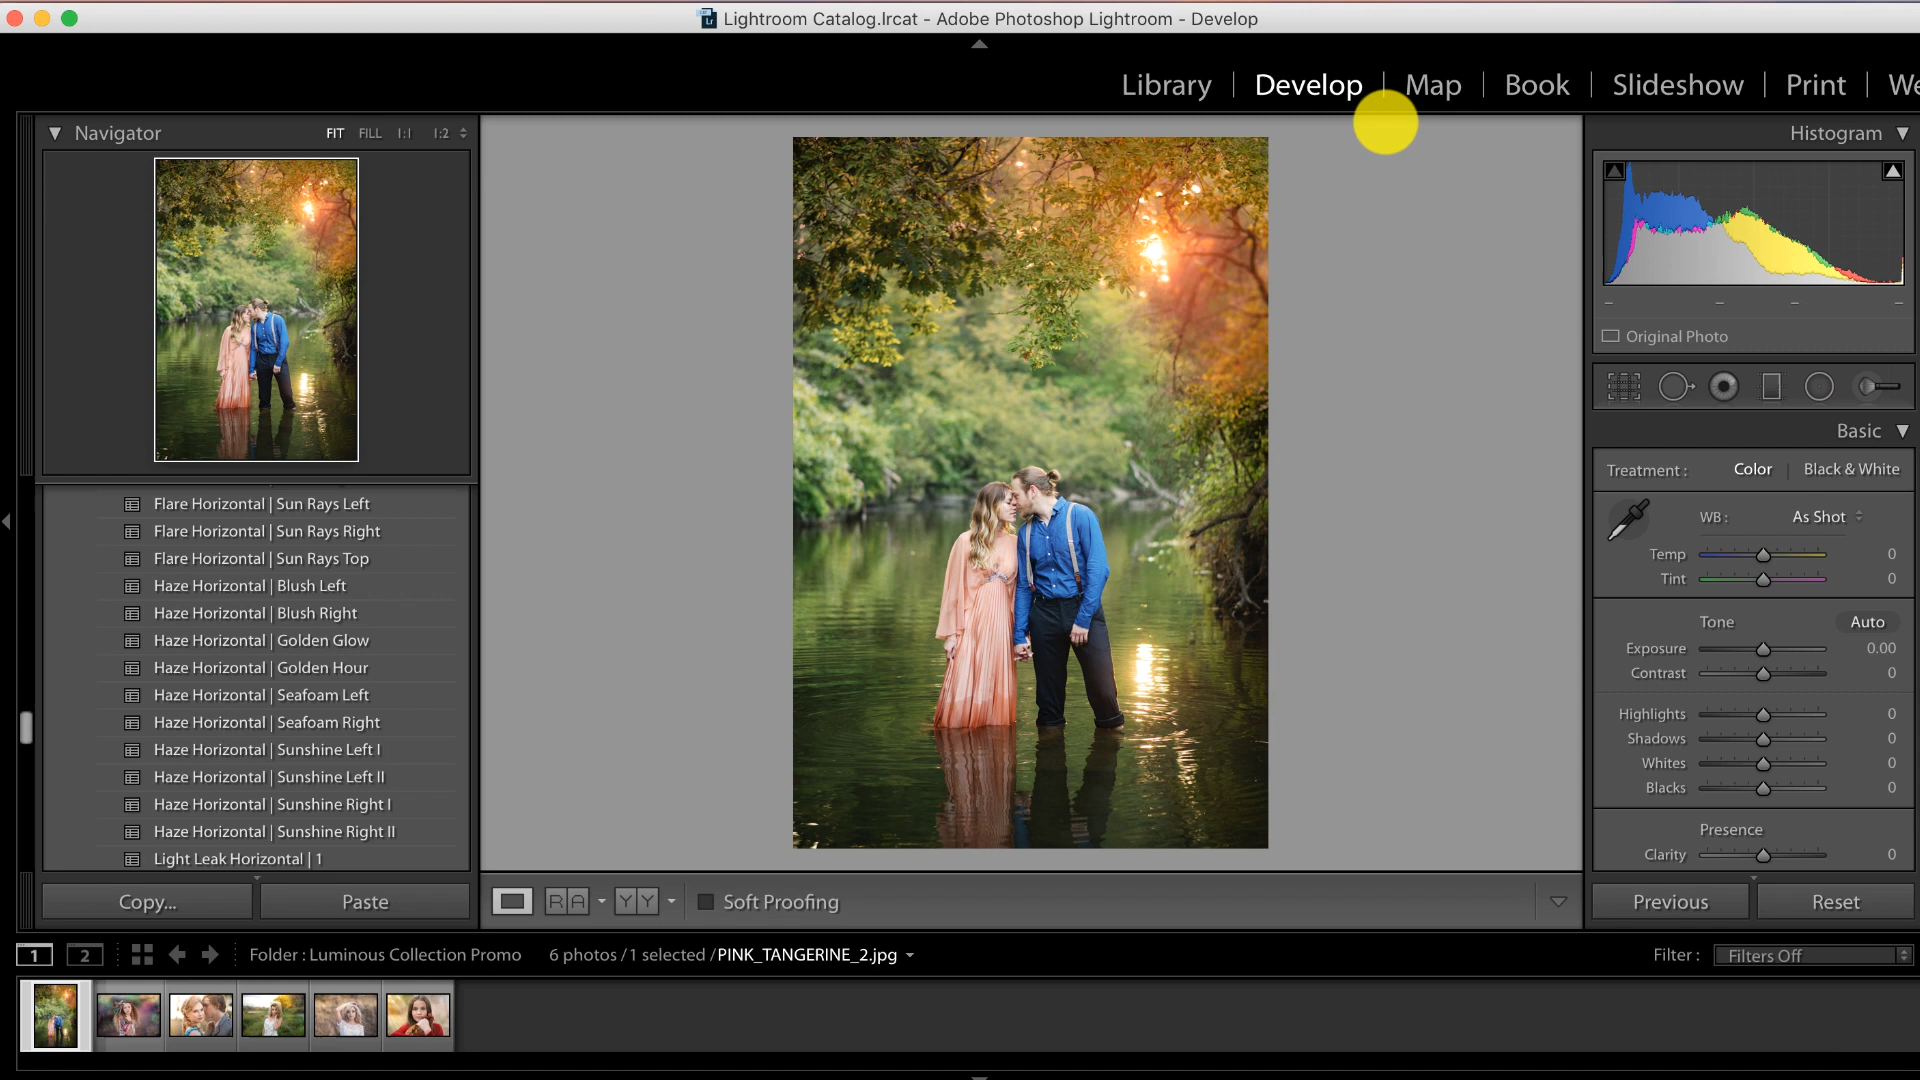 Lightroom Catalog.lrcat - Adobe Photoshop Lightroom - Develop
Library | Develop | Map | Book | Slideshow | Print | We
Navigator FIT FILL 1:1 1:2
Histogram
Original Photo
Basic
Treatment : Color | Black & White
WB : As Shot
Temp 0
Tint 0
Tone Auto
Exposure 0.00
Contrast 0
Highlights 0
Shadows 0
Whites 0
Blacks 0
Presence
Clarity 0
Flare Horizontal | Sun Rays Left
Flare Horizontal | Sun Rays Right
Flare Horizontal | Sun Rays Top
Haze Horizontal | Blush Left
Haze Horizontal | Blush Right
Haze Horizontal | Golden Glow
Haze Horizontal | Golden Hour
Haze Horizontal | Seafoam Left
Haze Horizontal | Seafoam Right
Haze Horizontal | Sunshine Left I
Haze Horizontal | Sunshine Left II
Haze Horizontal | Sunshine Right I
Haze Horizontal | Sunshine Right II
Light Leak Horizontal | 1
Copy... Paste
R A Y Y Soft Proofing
Previous Reset
1 2 Folder : Luminous Collection Promo 6 photos / 1 selected / PINK_TANGERINE_2.jpg
Filter : Filters Off